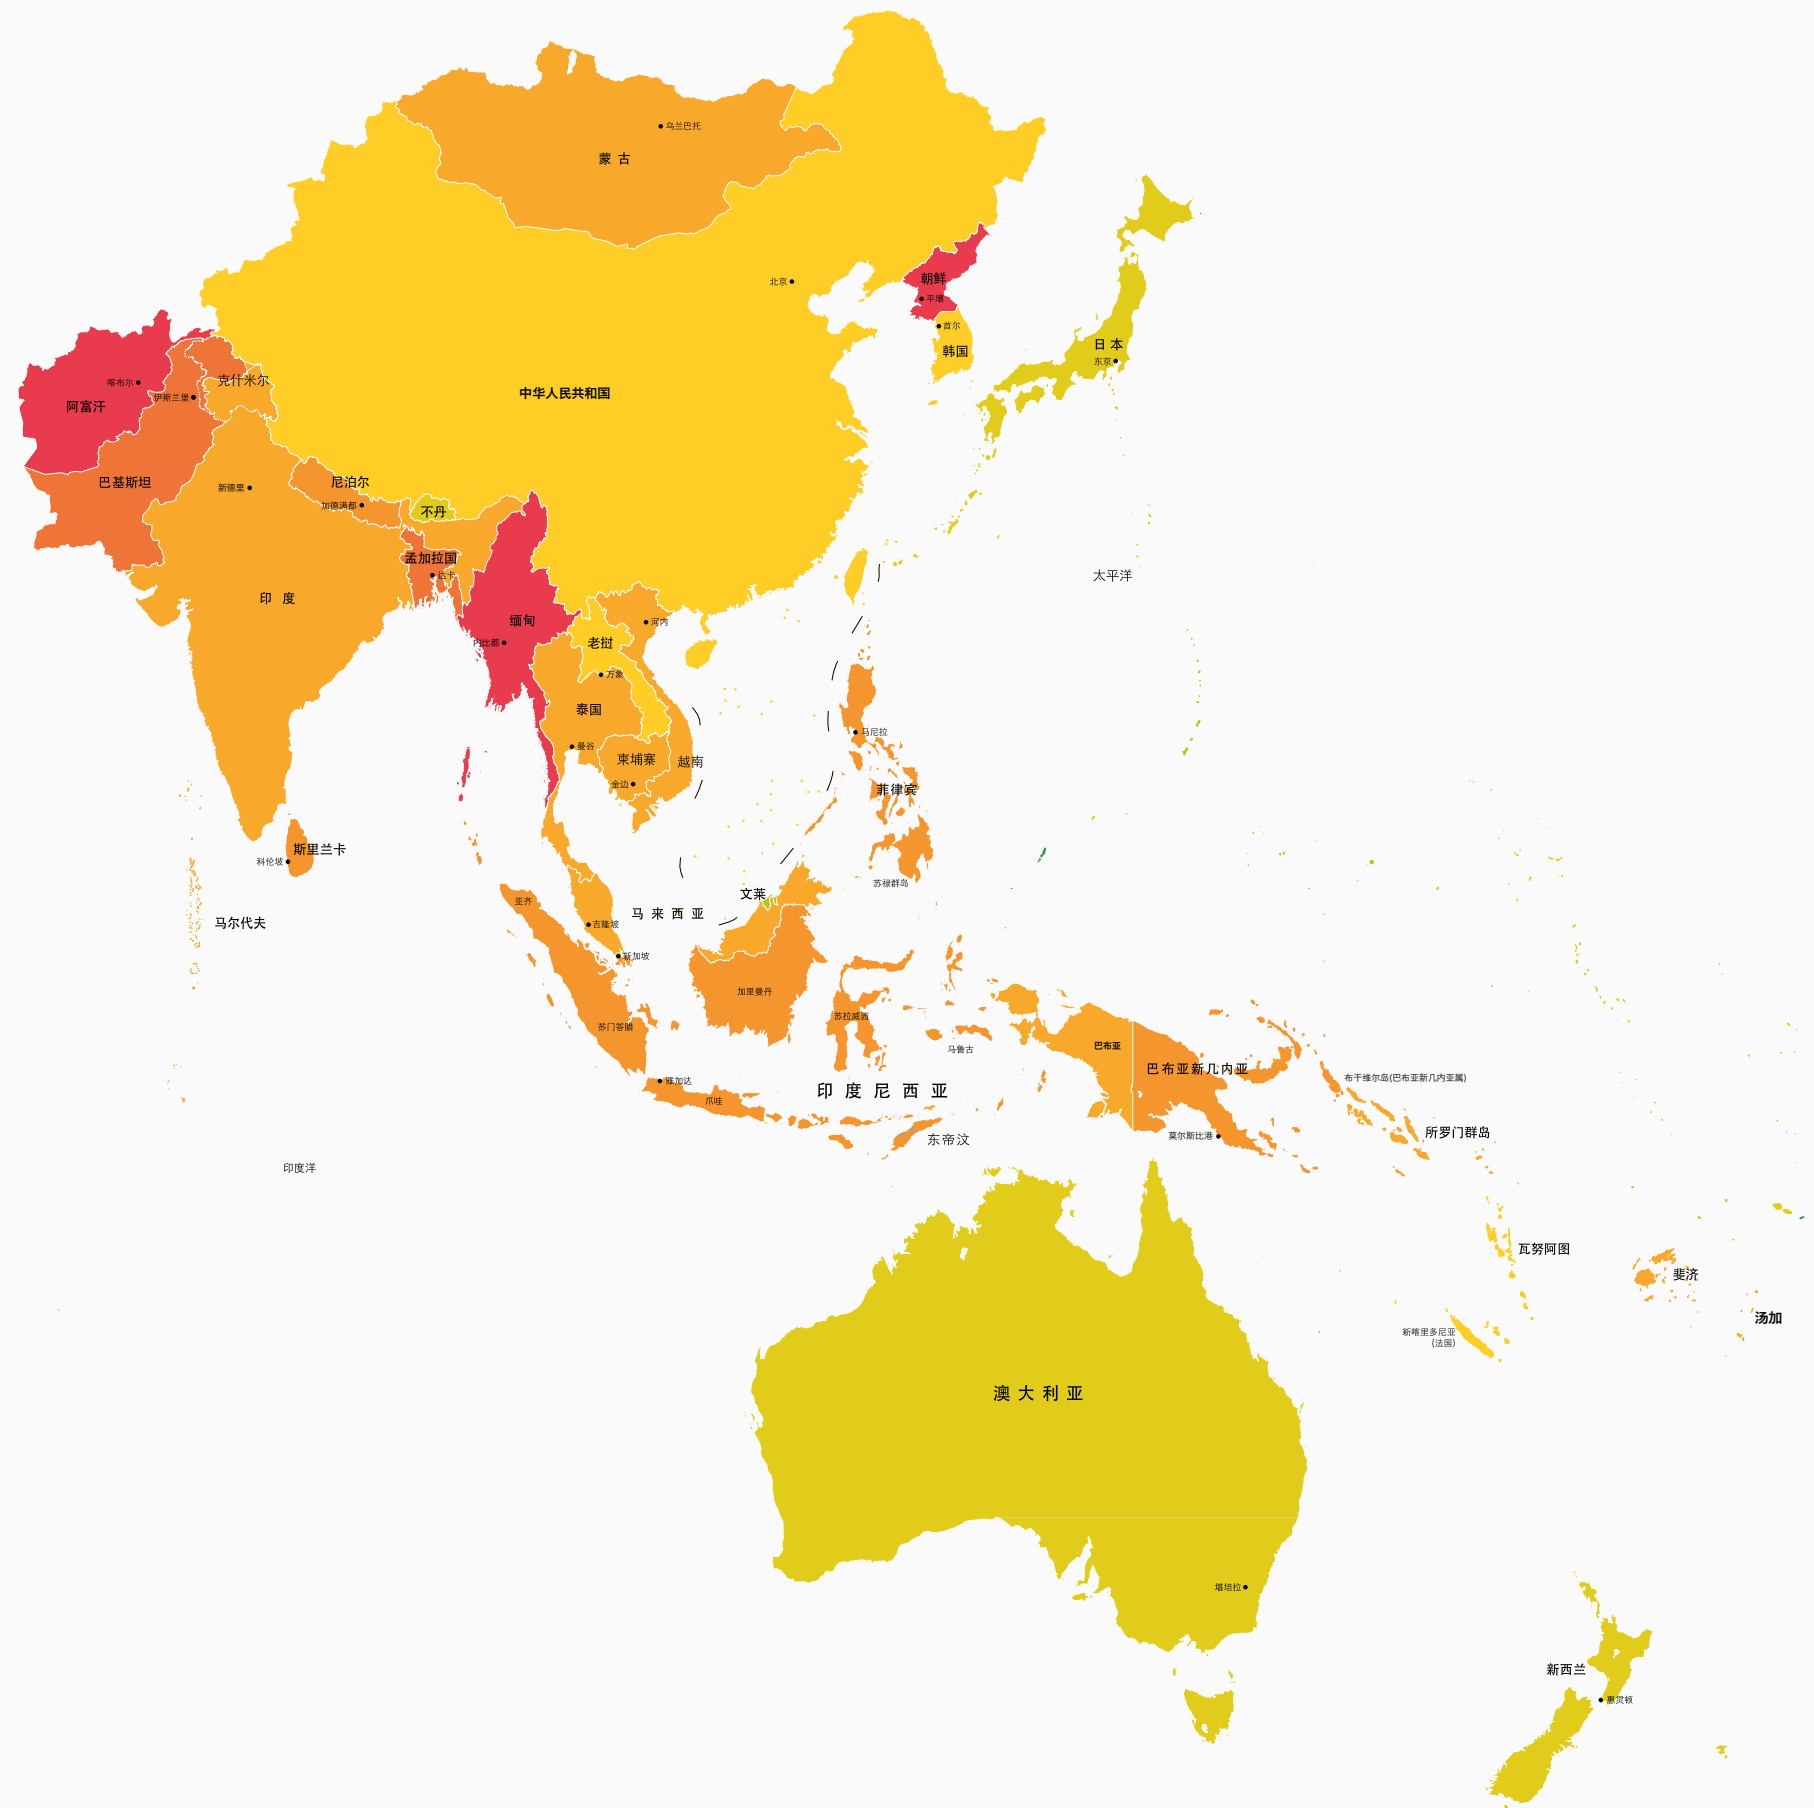 乌兰巴托
蒙 古
北京
朝鲜
平壤
首尔
韩国
日 本
东京
克什米尔
喀布尔
伊斯兰堡
阿富汗
中华人民共和国
巴基斯坦
尼泊尔
新德里
加德满都
不丹
孟加拉国
达卡
太平洋
印 度
缅甸
河内
内比都
老挝
万象
泰国
马尼拉
曼谷
柬埔寨
越南
金边
菲律宾
斯里兰卡
科伦坡
苏禄群岛
文莱
亚齐
马 来 西 亚
马尔代夫
吉隆坡
新加坡
加里曼丹
苏拉威西
苏门答腊
马鲁古
巴布亚
巴布亚新几内亚
布干维尔岛(巴布亚新几内亚属)
雅加达
印 度 尼 西 亚
爪哇
所罗门群岛
莫尔斯比港
东帝汶
印度洋
瓦努阿图
斐济
汤加
新喀里多尼亚
(法国)
澳 大 利 亚
堪培拉
新西兰
惠灵顿